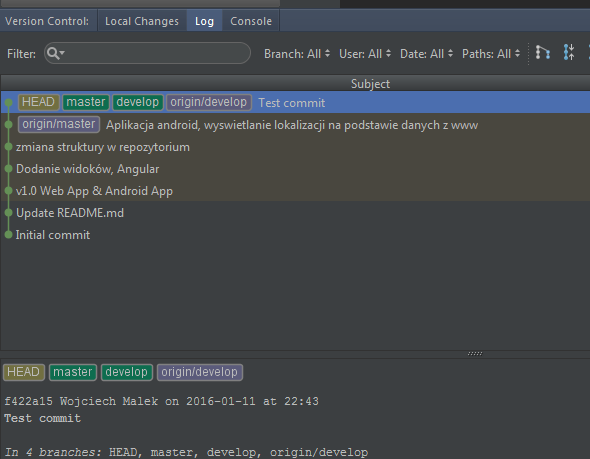 Version Control: Local Changes Log Console
Filter: Branch: All User: All Date: All Paths: All
Subject
HEAD master develop origin/develop Test commit
origin/master Aplikacja android, wyswietlanie lokalizacji na podstawie danych z www
zmiana struktury w repozytorium
Dodanie widoków, Angular
v1.0 Web App & Android App
Update README.md
Initial commit
HEAD master develop origin/develop
f422a15 Wojciech Malek on 2016-01-11 at 22:43
Test commit
In 4 branches: HEAD, master, develop, origin/develop